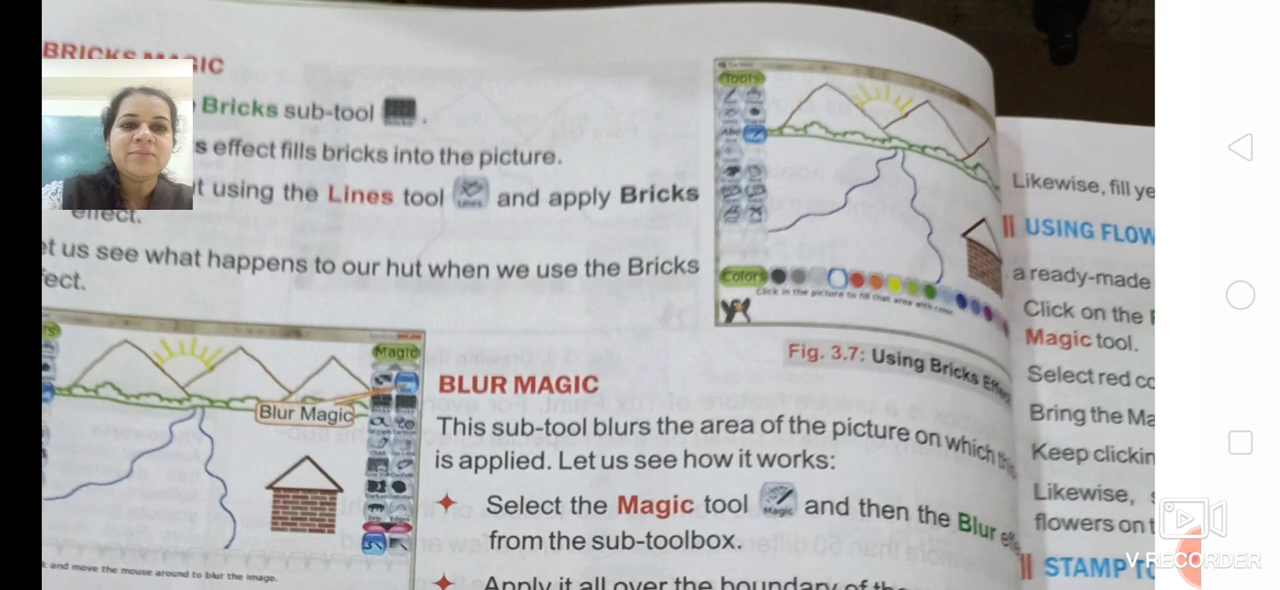 BRICKS MAGIC
Bricks sub-tool .
s effect fills bricks into the picture.
t using the Lines tool and apply Bricks
effect.
et us see what happens to our hut when we use the Bricks
ect.
Tools
Colors
Click in the picture to fill that area with color.
Fig. 3.7: Using Bricks Effect
Magic
Blur Magic
k and move the mouse around to blur the image.
BLUR MAGIC
This sub-tool blurs the area of the picture on which
is applied. Let us see how it works:
Select the Magic tool and then the Blur
from the sub-toolbox.
Apply it all over the boundary of
Likewise, fill ye
USING FLOW
a ready-made
Click on the
Magic tool.
Select red co
Bring the Ma
Keep clickin
Likewise,
flowers on t
STAMP TO
V RECORDER